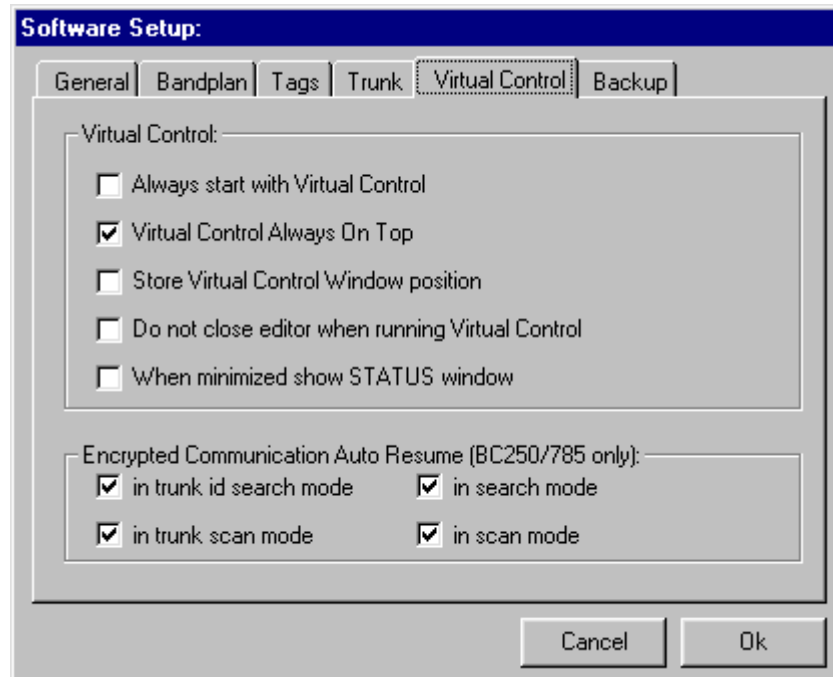 Software Setup:
General Bandplan Tags Trunk Virtual Control Backup
Virtual Control:
Always start with Virtual Control
Virtual Control Always On Top
Store Virtual Control Window position
Do not close editor when running Virtual Control
When minimized show STATUS window
Encrypted Communication Auto Resume (BC250/785 only):
in trunk id search mode in search mode
in trunk scan mode in scan mode
Cancel Ok